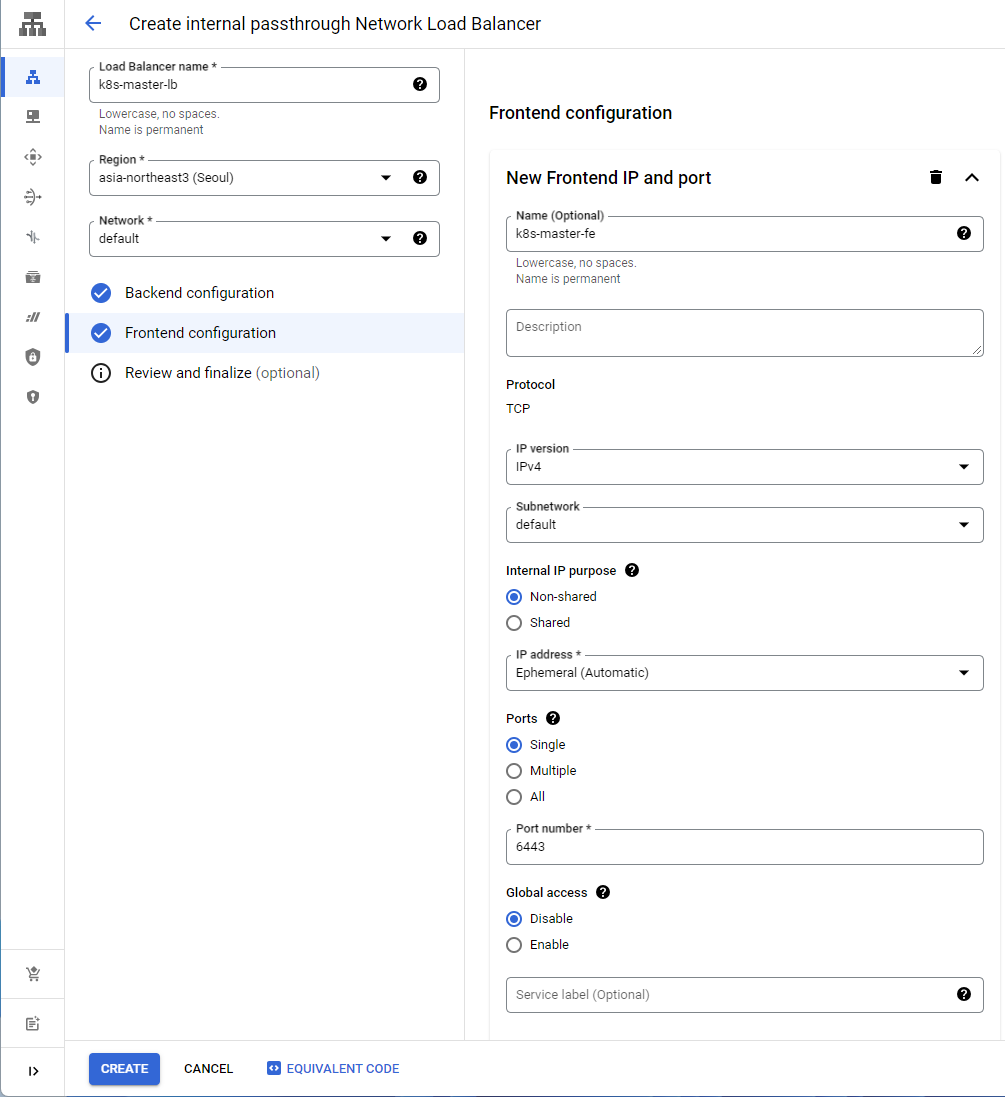 Create internal passthrough Network Load Balancer
Load Balancer name *
k8s-master-lb
Lowercase, no spaces.
Name is permanent
Region *
asia-northeast3 (Seoul)
Network *
default
Backend configuration
Frontend configuration
Review and finalize (optional)
Frontend configuration
New Frontend IP and port
Name (Optional)
k8s-master-fe
Lowercase, no spaces.
Name is permanent
Description
Protocol
TCP
IP version
IPv4
Subnetwork
default
Internal IP purpose
Non-shared
Shared
IP address *
Ephemeral (Automatic)
Ports
Single
Multiple
All
Port number *
6443
Global access
Disable
Enable
Service label (Optional)
CREATE
CANCEL
EQUIVALENT CODE